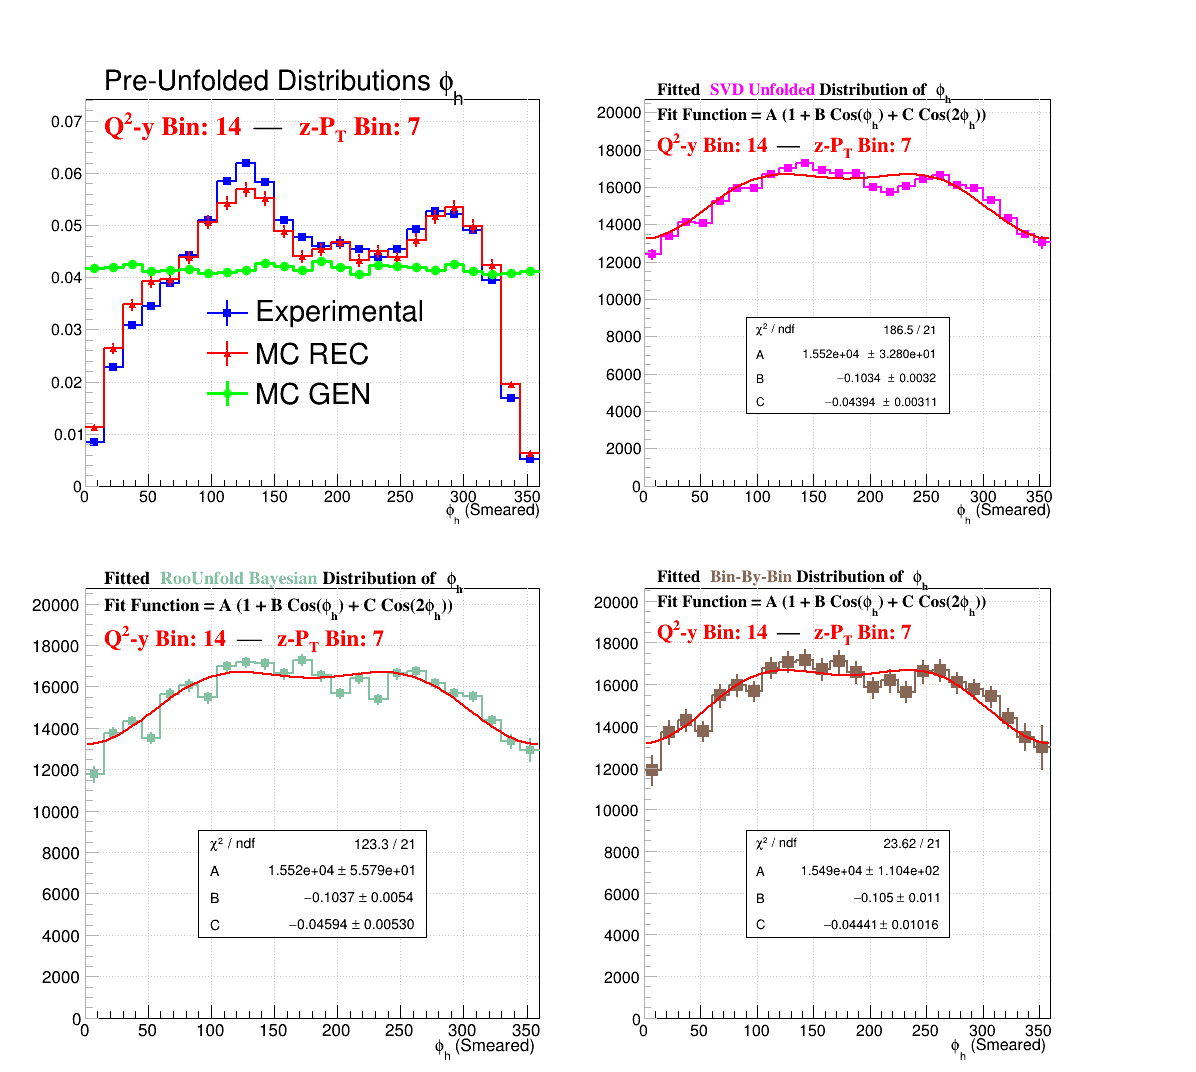 Pre-Unfolded Distributions ϕh
Q²-y Bin: 14 — z-PT Bin: 7
0.07
0.06
0.05
0.04
0.03
0.02
0.01
0
Experimental
MC REC
MC GEN
0 50 100 150 200 250 300 350
ϕh (Smeared)
Fitted SVD Unfolded Distribution of ϕh
Fit Function = A (1 + B Cos(ϕh) + C Cos(2ϕh))
Q²-y Bin: 14 — z-PT Bin: 7
20000
18000
16000
14000
12000
10000
8000
6000
4000
2000
0
χ² / ndf 186.5 / 21
A 1.552e+04 ± 3.280e+01
B −0.1034 ± 0.0032
C −0.04394 ± 0.00311
0 50 100 150 200 250 300 350
ϕh (Smeared)
Fitted RooUnfold Bayesian Distribution of ϕh
Fit Function = A (1 + B Cos(ϕh) + C Cos(2ϕh))
Q²-y Bin: 14 — z-PT Bin: 7
20000
18000
16000
14000
12000
10000
8000
6000
4000
2000
0
χ² / ndf 123.3 / 21
A 1.552e+04 ± 5.579e+01
B −0.1037 ± 0.0054
C −0.04594 ± 0.00530
0 50 100 150 200 250 300 350
ϕh (Smeared)
Fitted Bin-By-Bin Distribution of ϕh
Fit Function = A (1 + B Cos(ϕh) + C Cos(2ϕh))
Q²-y Bin: 14 — z-PT Bin: 7
20000
18000
16000
14000
12000
10000
8000
6000
4000
2000
0
χ² / ndf 23.62 / 21
A 1.549e+04 ± 1.104e+02
B −0.105 ± 0.011
C −0.04441 ± 0.01016
0 50 100 150 200 250 300 350
ϕh (Smeared)